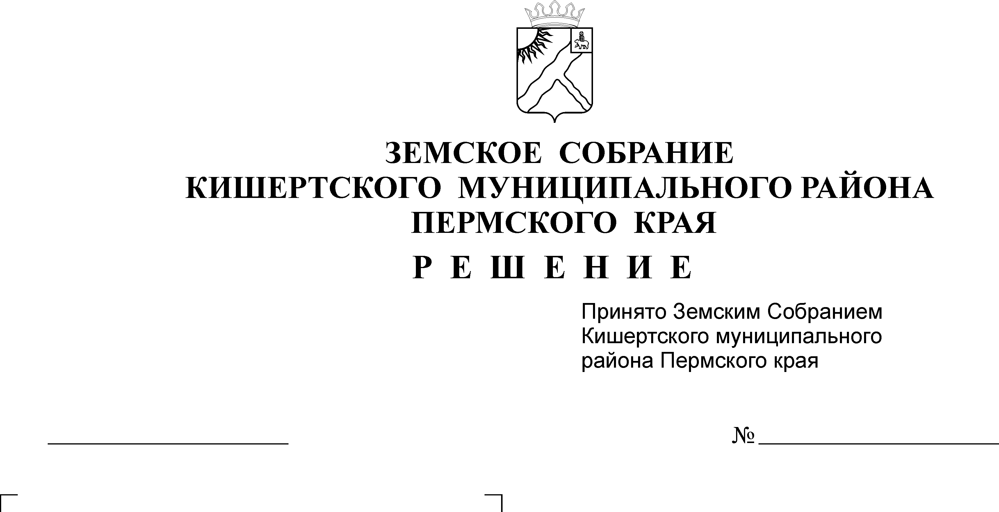 ЗЕМСКОЕ СОБРАНИЕ
КИШЕРТСКОГО МУНИЦИПАЛЬНОГО РАЙОНА
ПЕРМСКОГО КРАЯ
Р Е Ш Е Н И Е
Принято Земским Собранием
Кишертского муниципального
района Пермского края
№